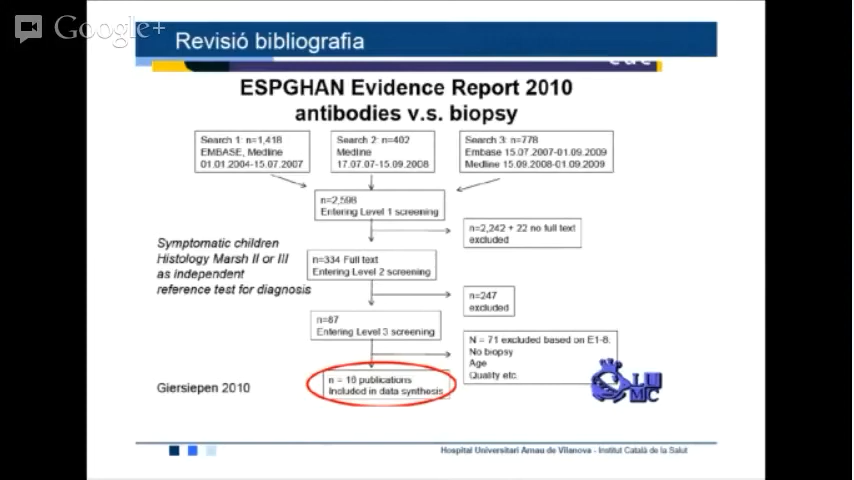 Google+
Revisió bibliografia
ESPGHAN Evidence Report 2010
antibodies v.s. biopsy
Search 1: n=1,418
EMBASE, Medline
01.01.2004-15.07.2007
Search 2: n=402
Medline
17.07.07-15.09.2008
Search 3: n=778
Embase 15.07.2007-01.09.2009
Medline 15.09.2008-01.09.2009
n=2,598
Entering Level 1 screening
n=2,242 + 22 no full text
excluded
Symptomatic children
Histology Marsh II or III
as independent
reference test for diagnosis
n=334 Full text
Entering Level 2 screening
n=247
excluded
n=87
Entering Level 3 screening
N = 71 excluded based on E1-8.
No biopsy
Age
Quality etc.
n = 16 publications
Included in data synthesis
Giersiepen 2010
LUMC
Hospital Universitari Arnau de Vilanova - Institut Català de la Salut